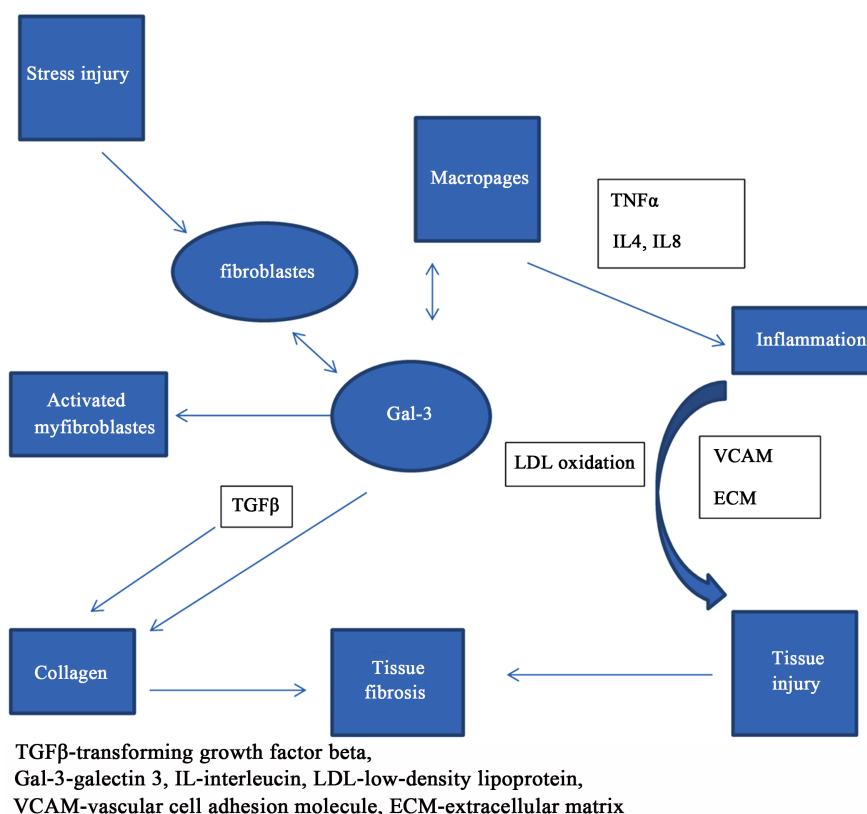 Stress injury
Macropages
TNFα
IL4, IL8
fibroblastes
Inflammation
Activated
myfibroblastes
Gal-3
LDL oxidation
VCAM
ECM
TGFβ
Collagen
Tissue
fibrosis
Tissue
injury
TGFβ-transforming growth factor beta,
Gal-3-galectin 3, IL-interleucin, LDL-low-density lipoprotein,
VCAM-vascular cell adhesion molecule, ECM-extracellular matrix